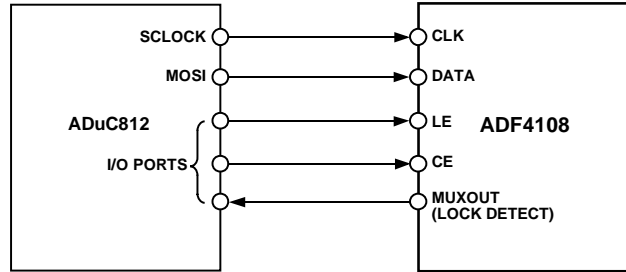 SCLOCK
MOSI
ADuC812
I/O PORTS
CLK
DATA
LE
ADF4108
CE
MUXOUT
(LOCK DETECT)